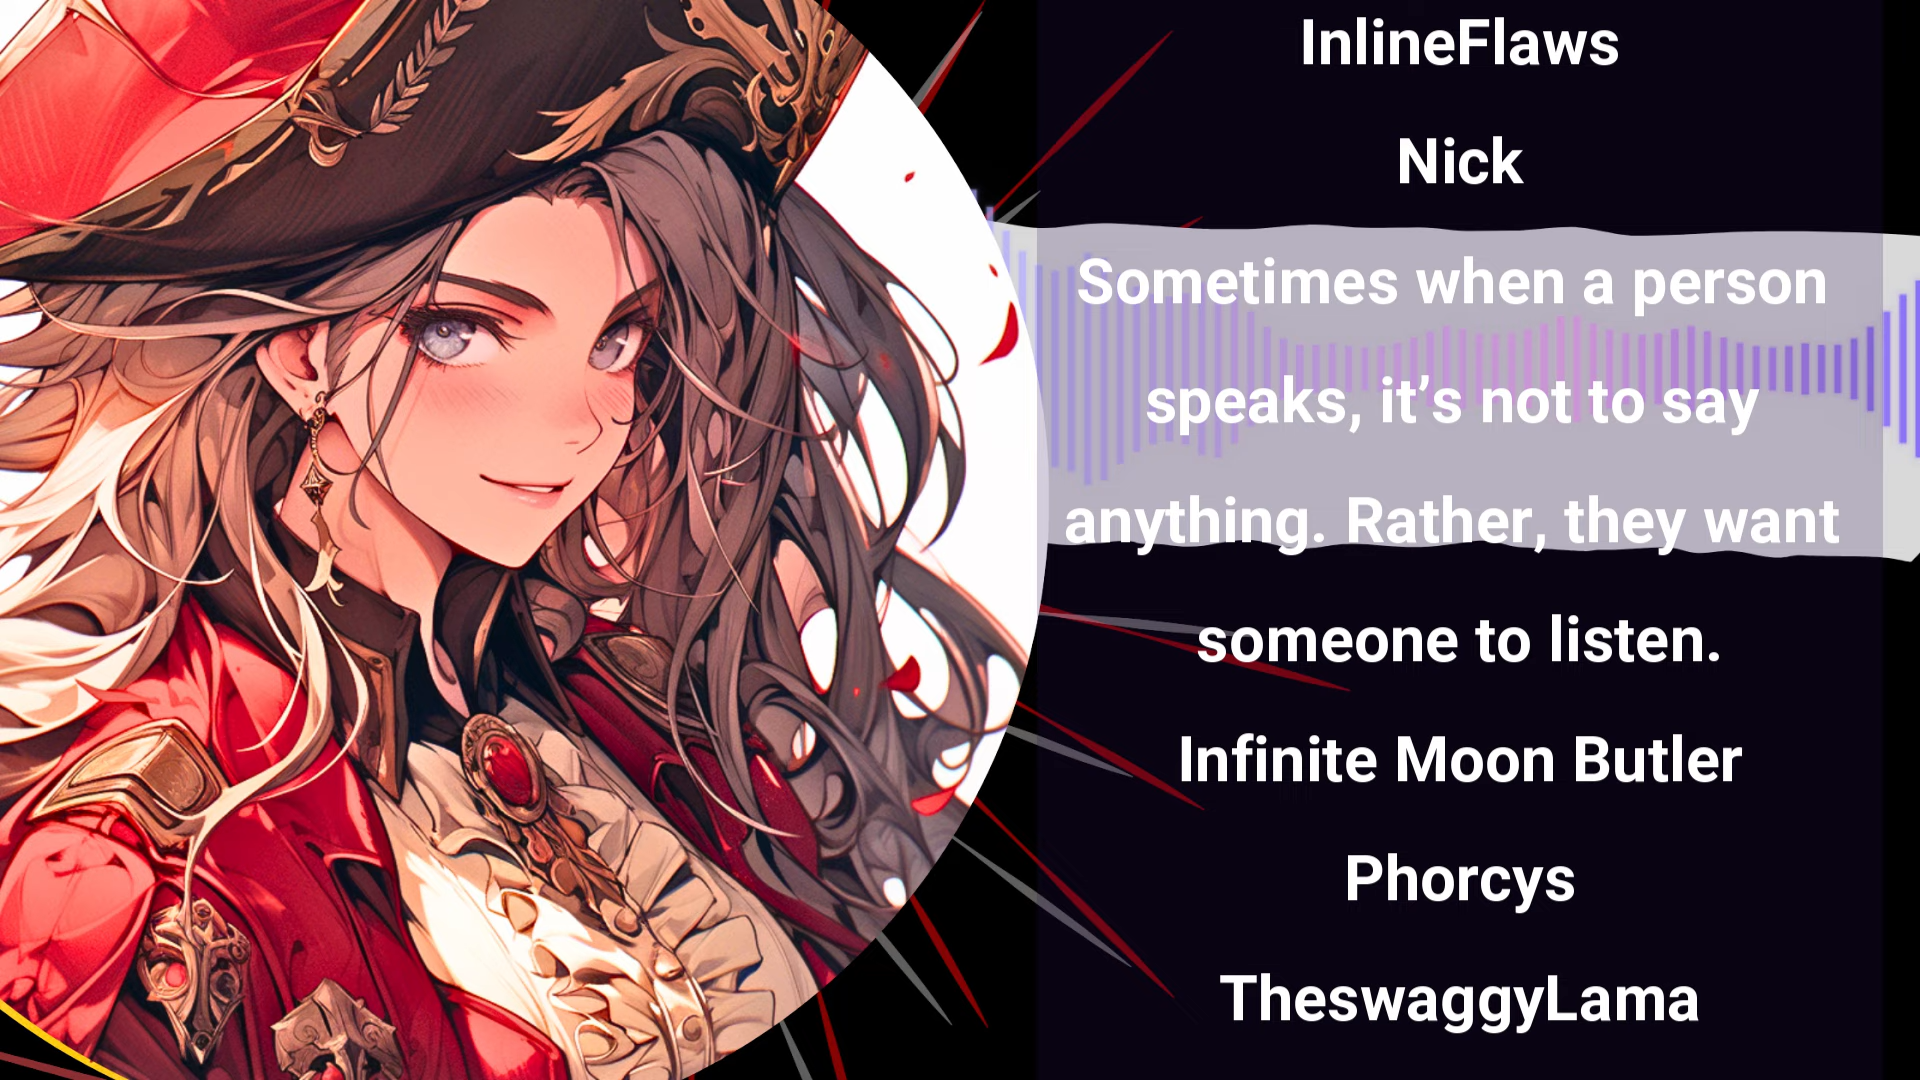 InlineFlaws
Nick
Sometimes when a person
speaks, it’s not to say
anything. Rather, they want
someone to listen.
Infinite Moon Butler
Phorcys
TheswaggyLama